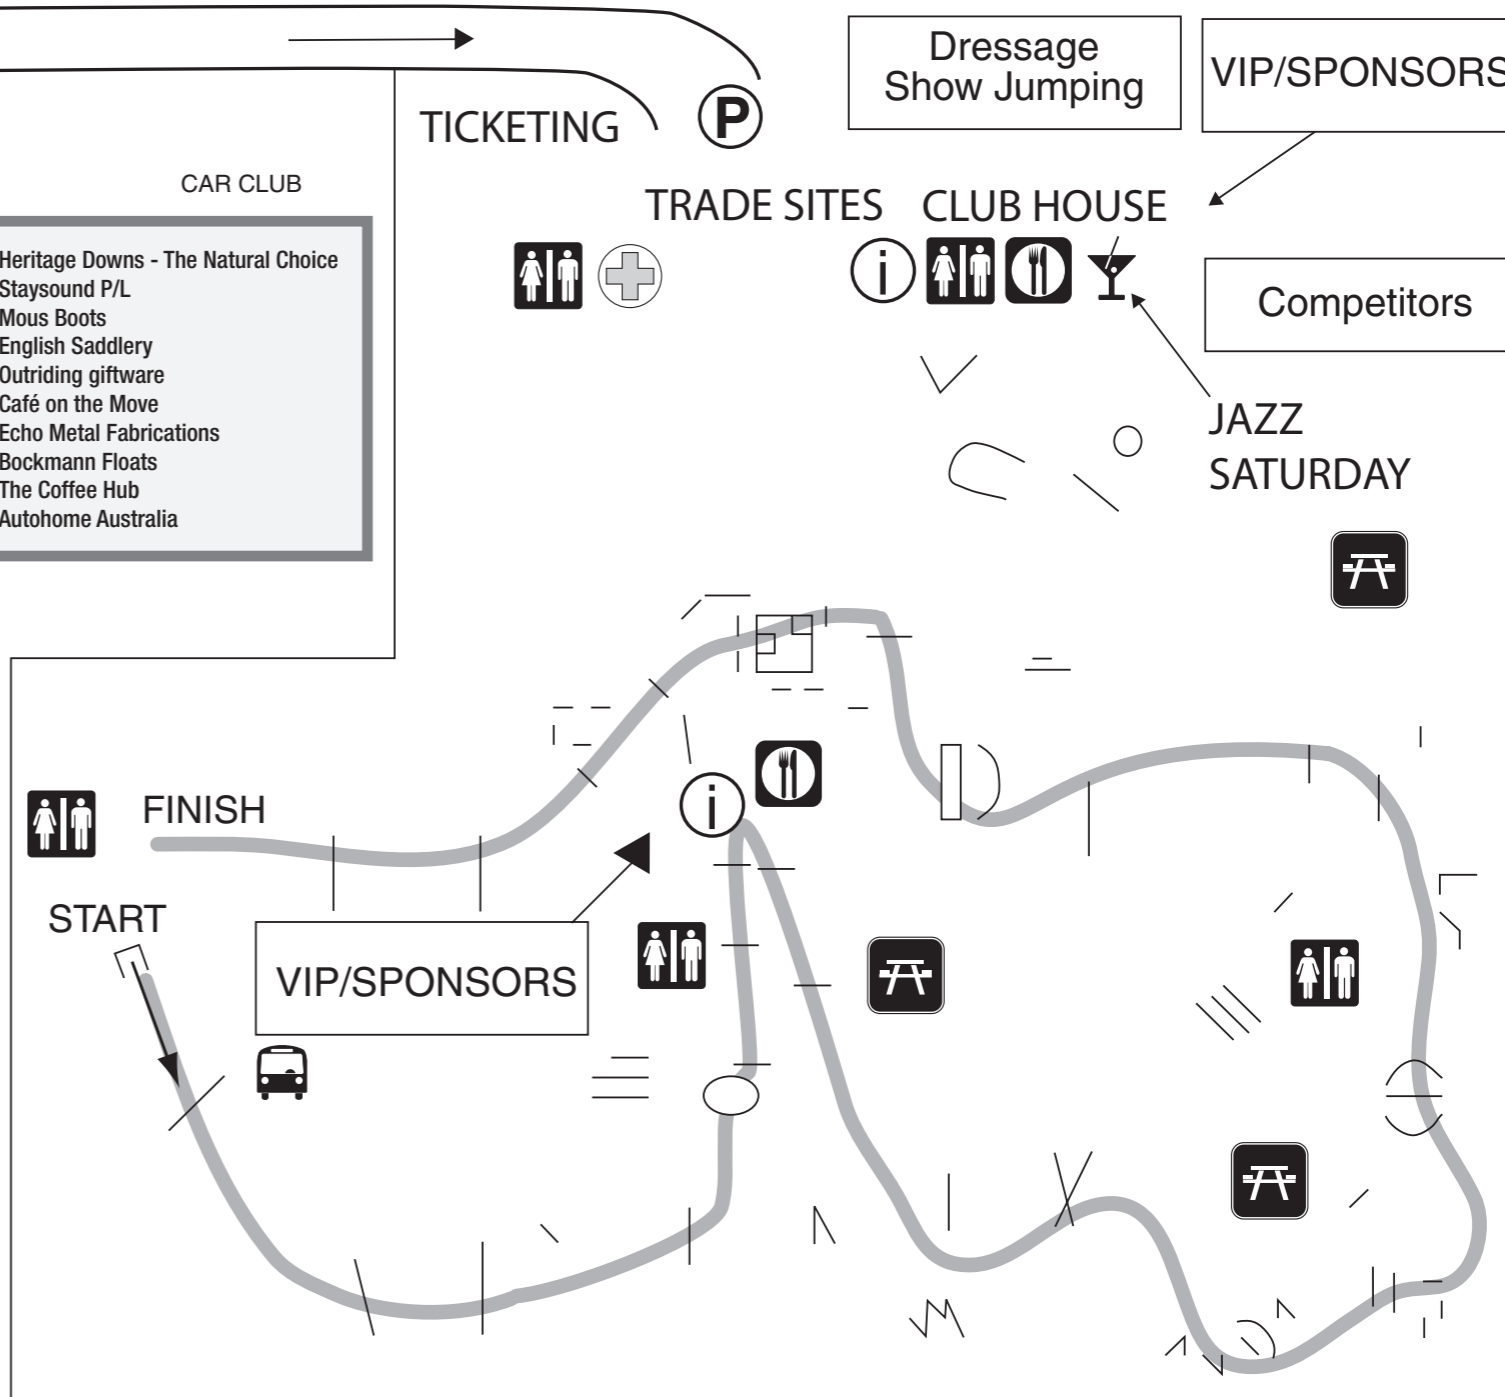 Dressage
Show Jumping
VIP/SPONSORS
TICKETING
P
CAR CLUB
TRADE SITES
CLUB HOUSE
Heritage Downs - The Natural Choice
Staysound P/L
Mous Boots
English Saddlery
Outriding giftware
Café on the Move
Echo Metal Fabrications
Bockmann Floats
The Coffee Hub
Autohome Australia
i
Competitors
JAZZ
SATURDAY
i
FINISH
START
VIP/SPONSORS